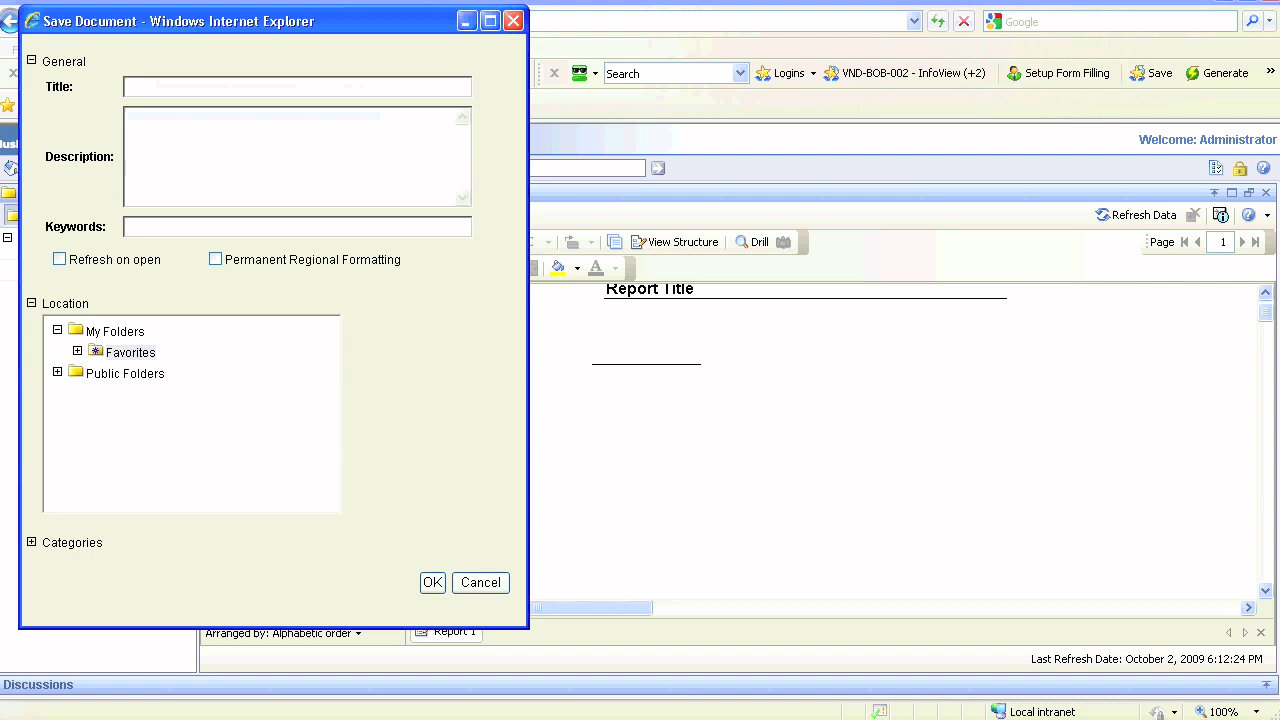 Save Document - Windows Internet Explorer
Google
General
Title:
Search
Logins
VND-BOB-002 - InfoView (+2)
Setup Form Filling
Save
Generate
»
Description:
Welcome: Administrator
Refresh Data
Keywords:
View Structure
Drill
Page
1
Refresh on open
Permanent Regional Formatting
Report Title
Location
My Folders
Favorites
Public Folders
Categories
OK
Cancel
Arranged by: Alphabetic order
Report 1
Last Refresh Date: October 2, 2009 6:12:24 PM
Discussions
Local intranet
100%